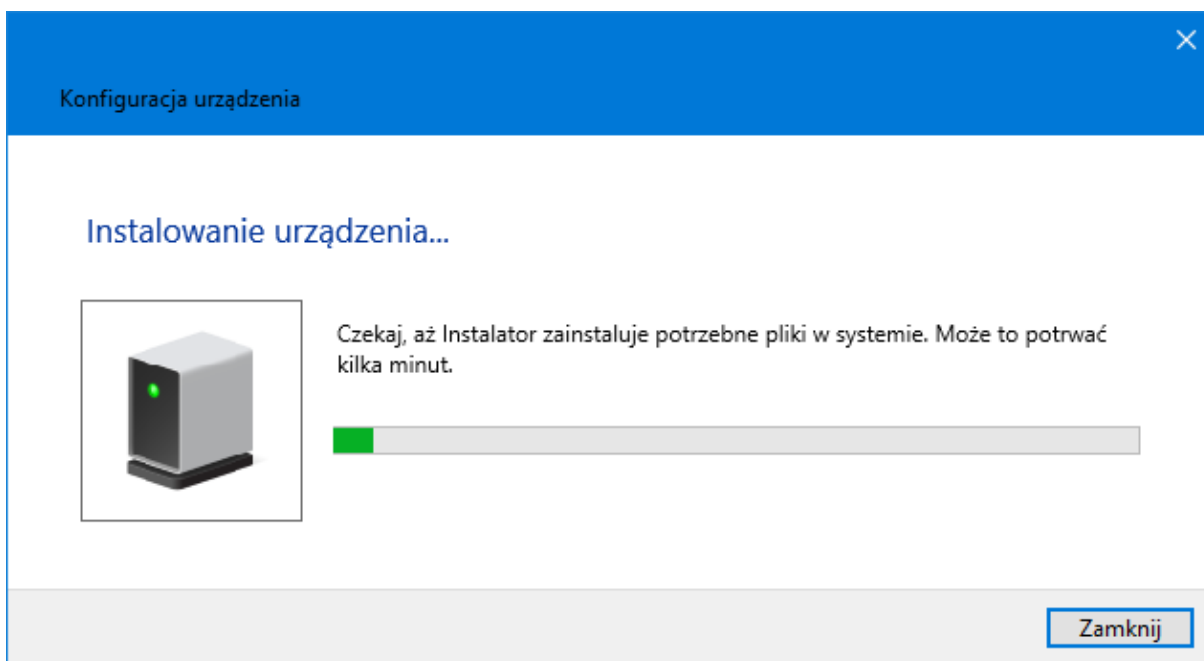 Konfiguracja urządzenia
Instalowanie urządzenia...
Czekaj, aż Instalator zainstaluje potrzebne pliki w systemie. Może to potrwać
kilka minut.
Zamknij